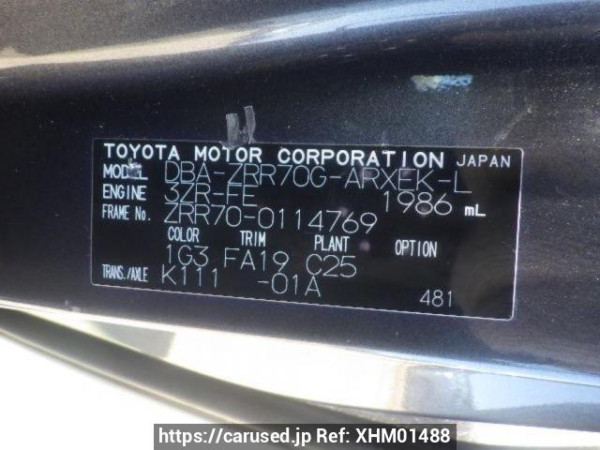 TOYOTA MOTOR CORPORATION JAPAN
MODEL DBA-ZRR70G-ARXEK-L
ENGINE 3ZR-FE 1986 mL
FRAME No. ZRR70-0114769
COLOR TRIM PLANT OPTION
1G3 FA19 C25
TRANS./AXLE K111 -01A
481
https://carused.jp Ref: XHM01488